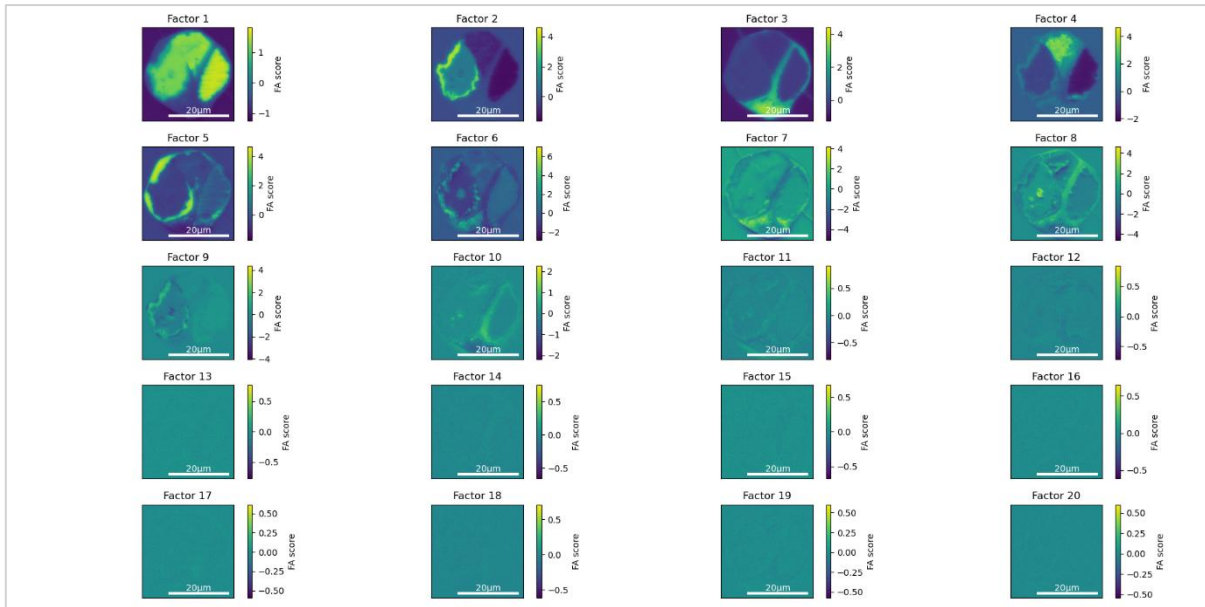 Factor 1
Factor 2
Factor 3
Factor 4
1
0
−1
FA score
20μm
4
2
0
FA score
20μm
4
2
0
FA score
20μm
4
2
0
−2
FA score
20μm
Factor 5
Factor 6
Factor 7
Factor 8
4
2
0
FA score
20μm
6
4
2
0
−2
FA score
20μm
4
2
0
−2
−4
FA score
20μm
4
2
0
−2
−4
FA score
20μm
Factor 9
Factor 10
Factor 11
Factor 12
4
2
0
−2
−4
FA score
20μm
2
1
0
−1
−2
FA score
20μm
0.5
0.0
−0.5
FA score
20μm
0.5
0.0
−0.5
FA score
20μm
Factor 13
Factor 14
Factor 15
Factor 16
0.5
0.0
−0.5
FA score
20μm
0.5
0.0
−0.5
FA score
20μm
0.5
0.0
−0.5
FA score
20μm
0.5
0.0
−0.5
FA score
20μm
Factor 17
Factor 18
Factor 19
Factor 20
0.50
0.25
0.00
−0.25
−0.50
FA score
20μm
0.5
0.0
−0.5
FA score
20μm
0.50
0.25
0.00
−0.25
−0.50
FA score
20μm
0.50
0.25
0.00
−0.25
−0.50
FA score
20μm